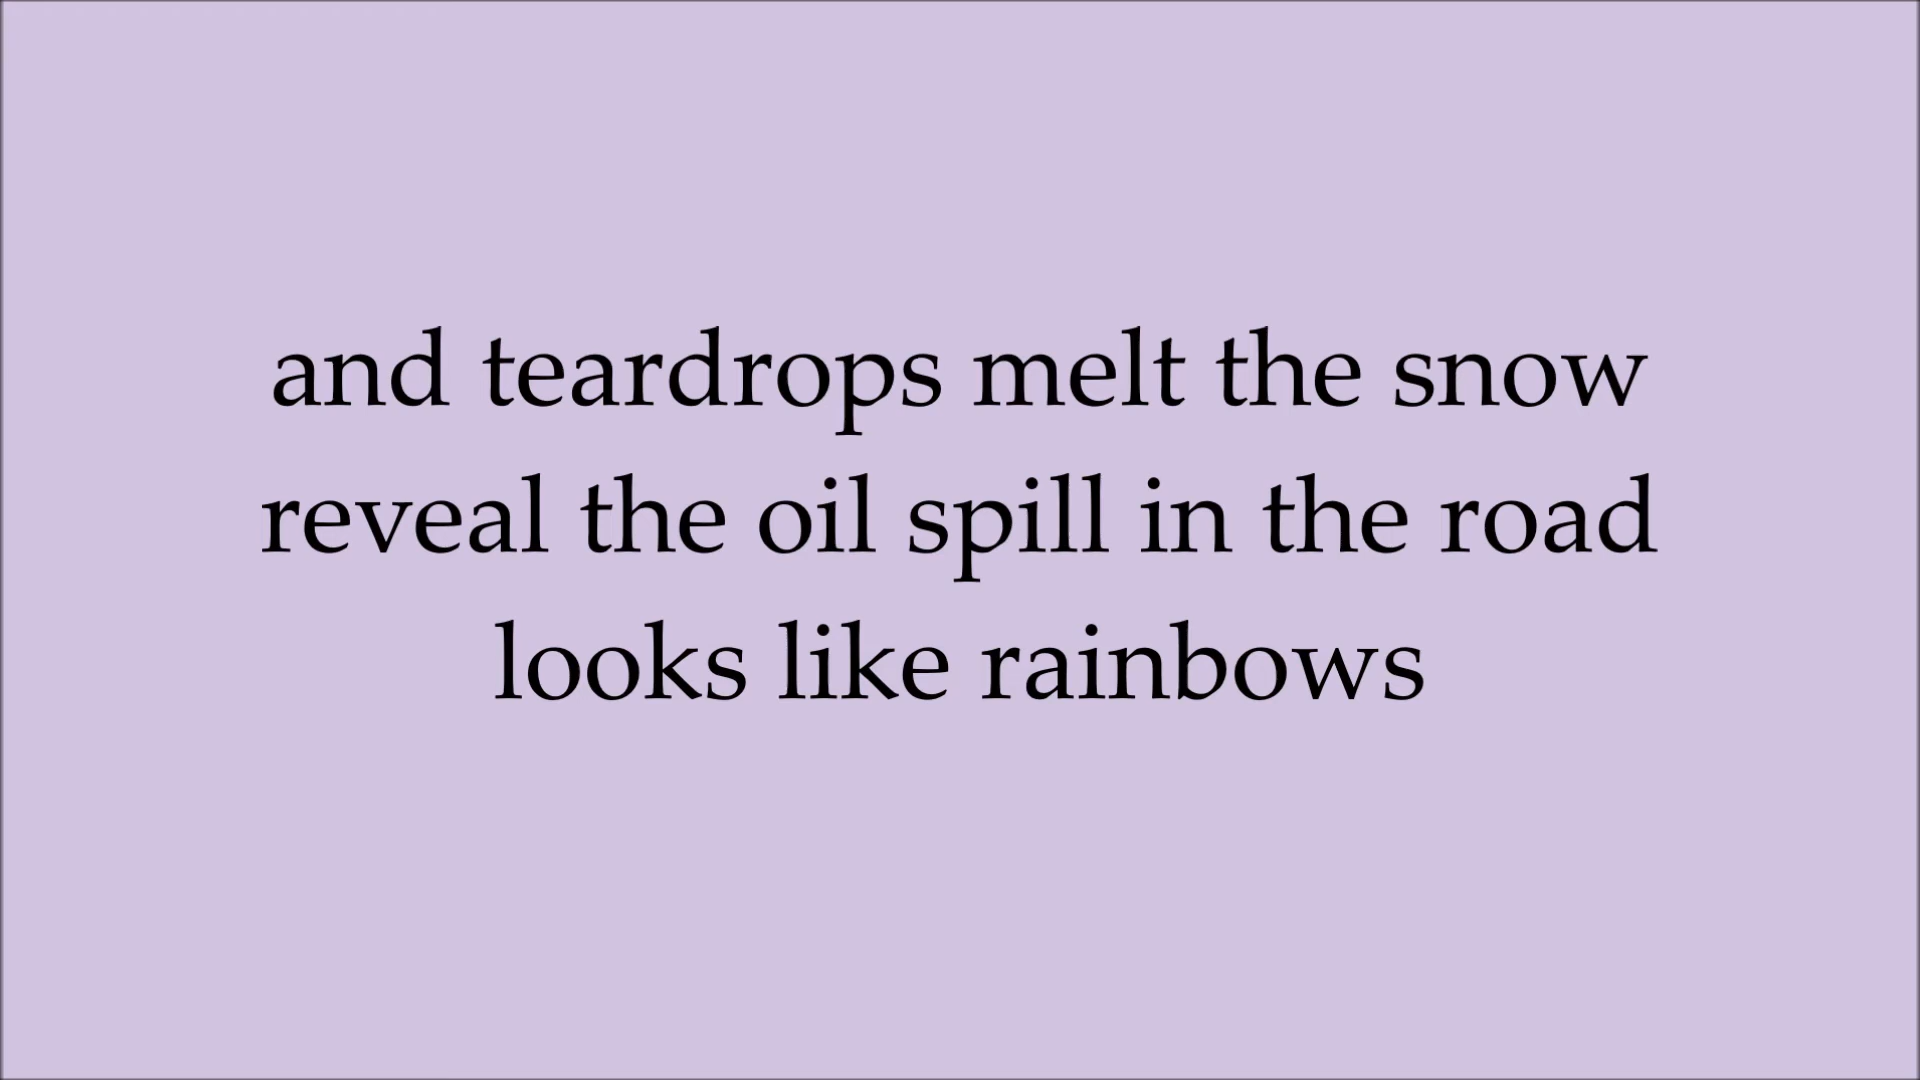 and teardrops melt the snow
reveal the oil spill in the road
looks like rainbows